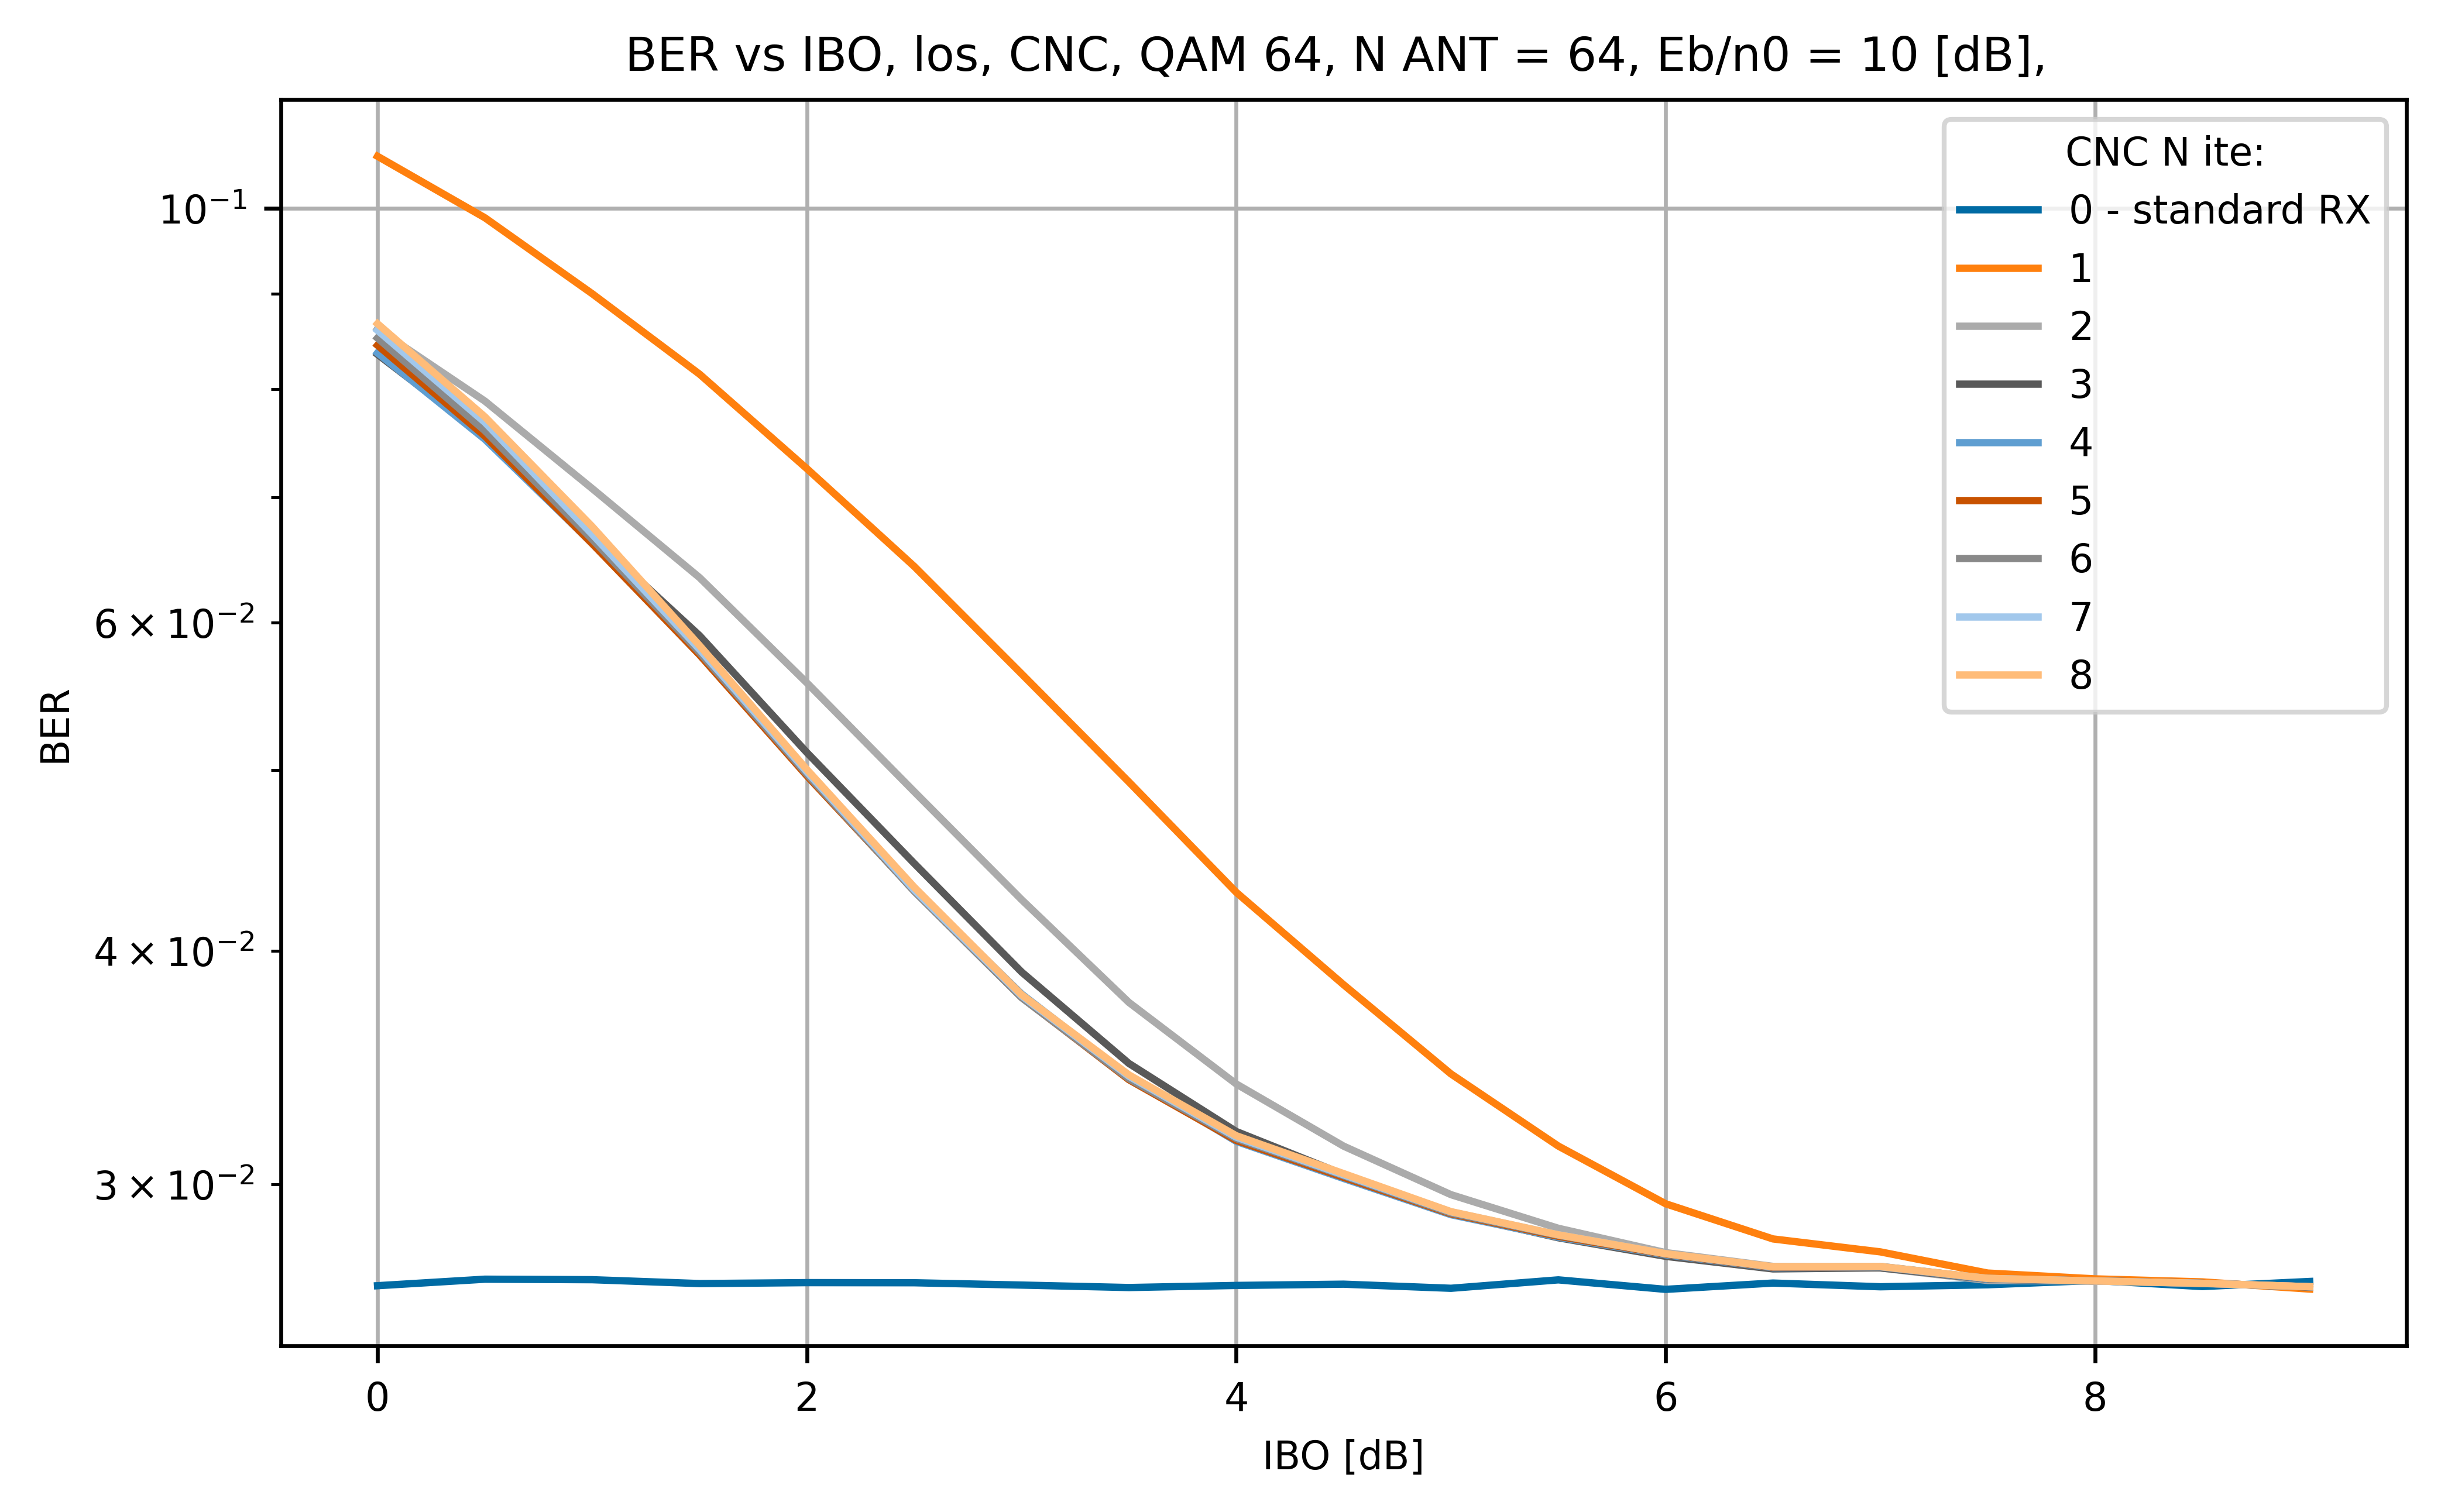 BER vs IBO, los, CNC, QAM 64, N ANT = 64, Eb/n0 = 10 [dB],
CNC N ite:
0 - standard RX
1
2
3
4
5
6
7
8
10⁻¹
6 × 10⁻²
4 × 10⁻²
3 × 10⁻²
BER
0 2 4 6 8
IBO [dB]